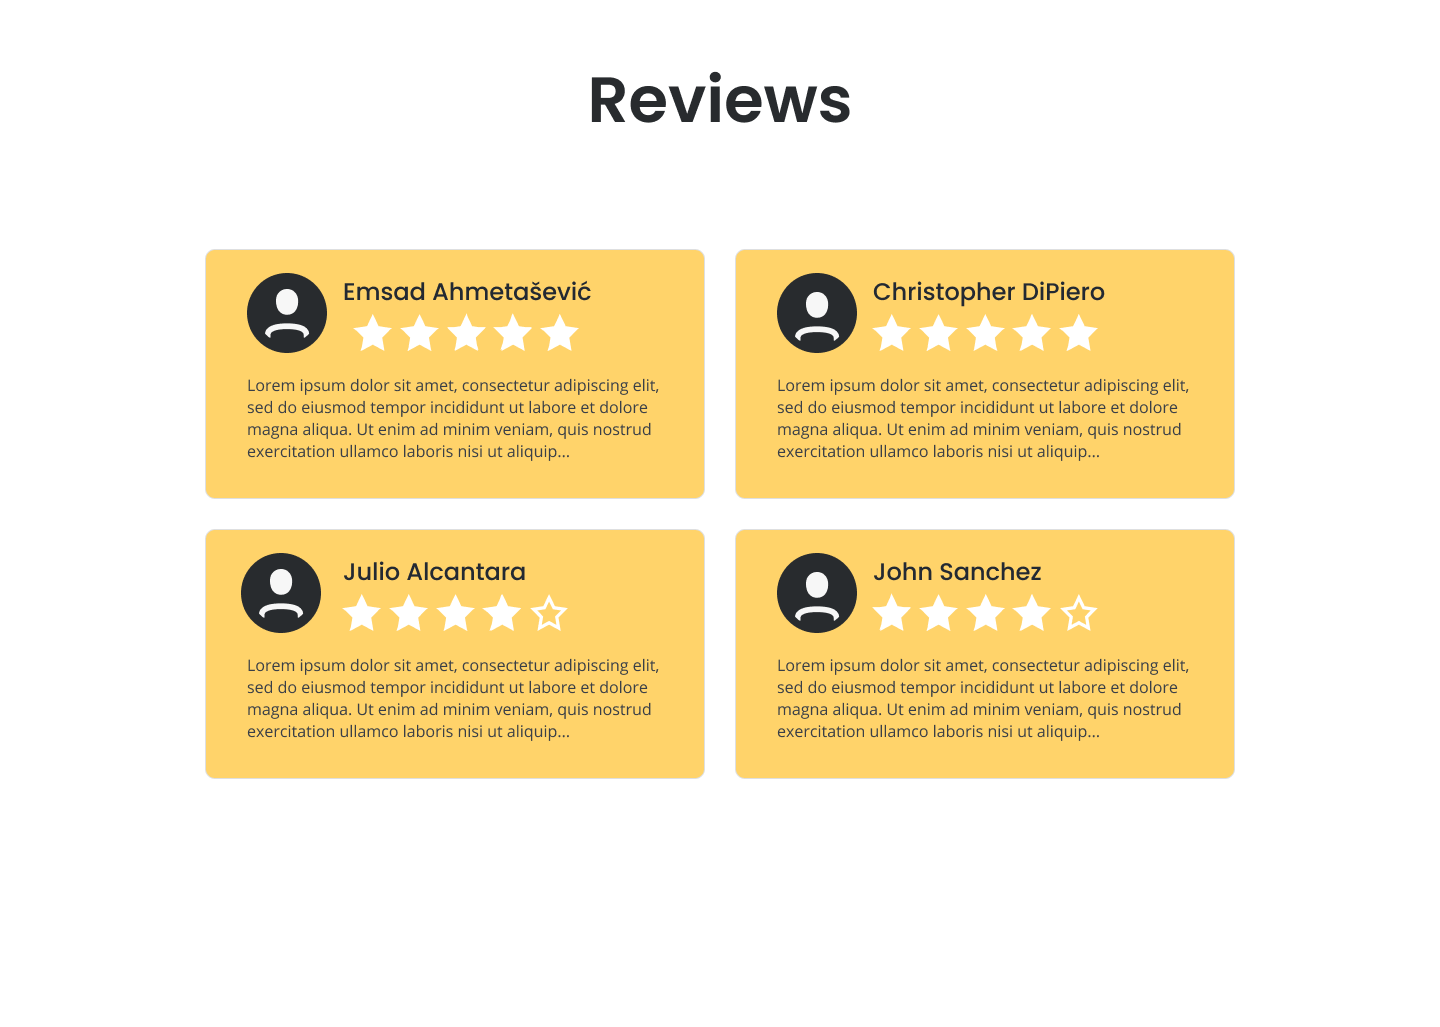 Reviews
Emsad Ahmetašević
Lorem ipsum dolor sit amet, consectetur adipiscing elit,
sed do eiusmod tempor incididunt ut labore et dolore
magna aliqua. Ut enim ad minim veniam, quis nostrud
exercitation ullamco laboris nisi ut aliquip...
Christopher DiPiero
Lorem ipsum dolor sit amet, consectetur adipiscing elit,
sed do eiusmod tempor incididunt ut labore et dolore
magna aliqua. Ut enim ad minim veniam, quis nostrud
exercitation ullamco laboris nisi ut aliquip...
Julio Alcantara
Lorem ipsum dolor sit amet, consectetur adipiscing elit,
sed do eiusmod tempor incididunt ut labore et dolore
magna aliqua. Ut enim ad minim veniam, quis nostrud
exercitation ullamco laboris nisi ut aliquip...
John Sanchez
Lorem ipsum dolor sit amet, consectetur adipiscing elit,
sed do eiusmod tempor incididunt ut labore et dolore
magna aliqua. Ut enim ad minim veniam, quis nostrud
exercitation ullamco laboris nisi ut aliquip...